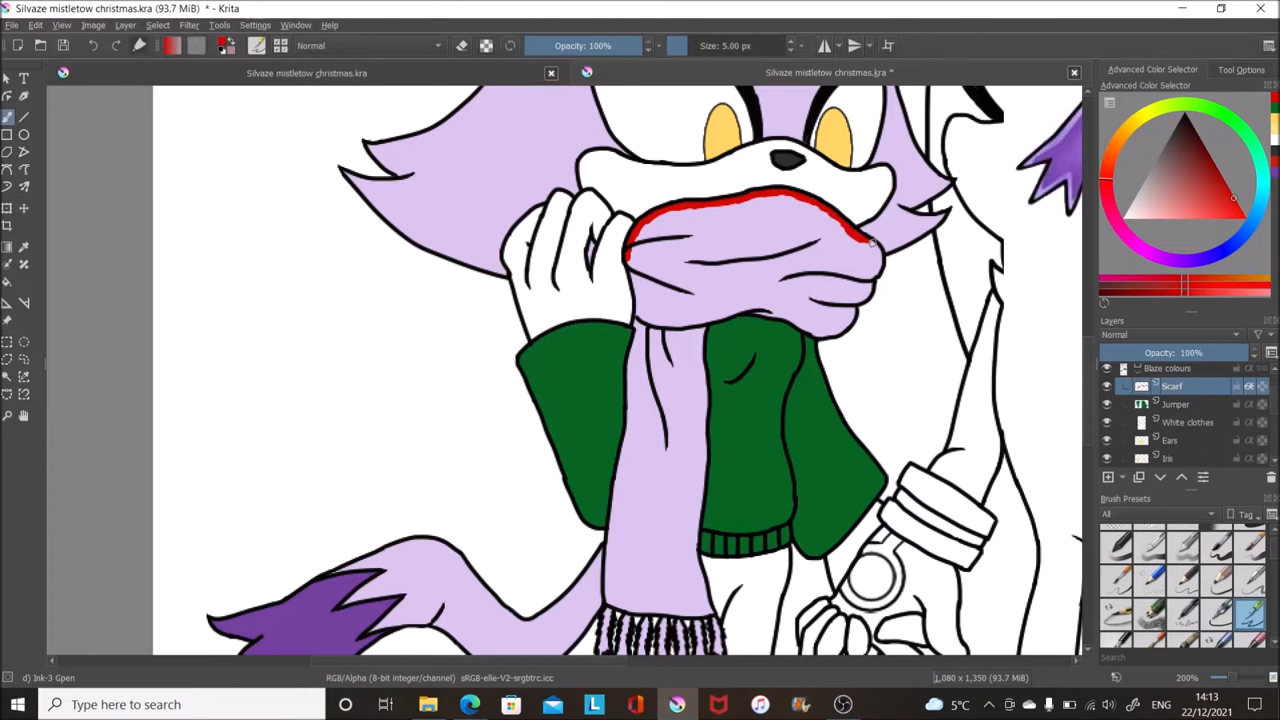 Silvaze mistletow christmas.kra (93.7 MiB) * - Krita
File Edit View Image Layer Select Filter Tools Settings Window Help
Normal Opacity: 100% Size: 5.00 px
Silvaze mistletow christmas.kra Silvaze mistletow christmas.kra *
Advanced Color Selector Tool Options
Advanced Color Selector
Layers
Normal
Opacity: 100%
Blaze colours
Scarf
Jumper
White clothes
Ears
Iris
Brush Presets
All Tag
Search
d) Ink-3 Gpen RGB/Alpha (8-bit integer/channel) sRGB-elle-V2-srgbtrc.icc 1,080 x 1,350 (93.7 MiB) 200%
Type here to search 5°C ENG 14:13
22/12/2021